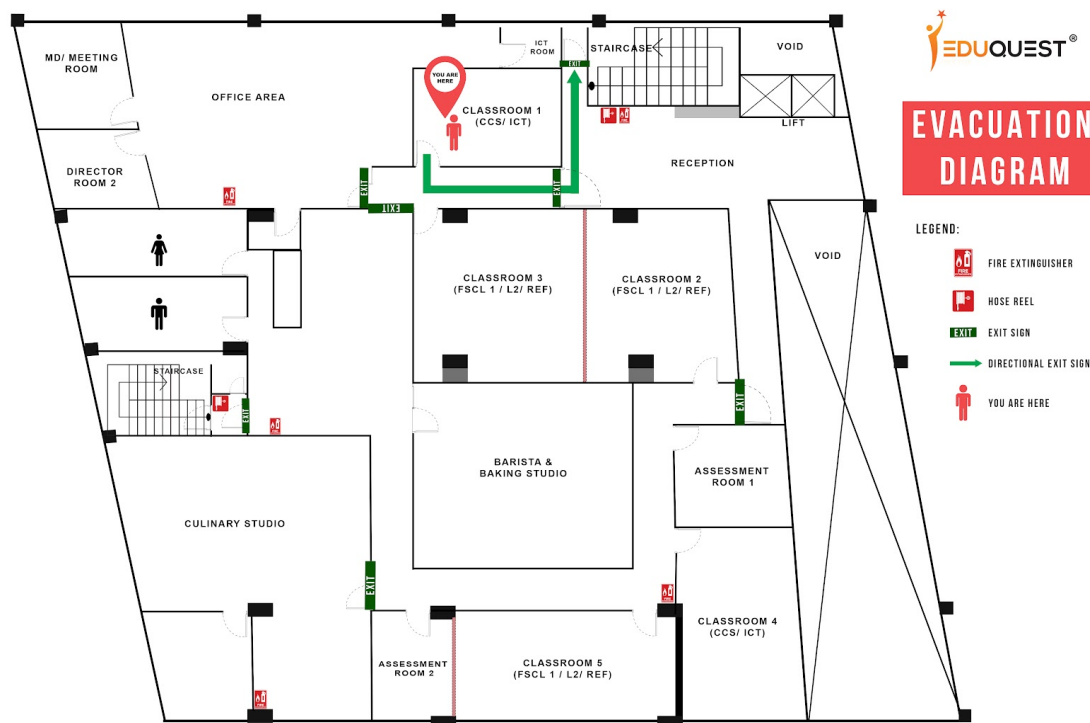 MD/ MEETING
ROOM
OFFICE AREA
ICT
ROOM
EXIT
STAIRCASE
VOID
YOU ARE
HERE
CLASSROOM 1
(CCS/ ICT)
LIFT
RECEPTION
DIRECTOR
ROOM 2
FIRE
EXIT
EXIT
EXIT
CLASSROOM 3
(FSCL 1 / L2/ REF)
CLASSROOM 2
(FSCL 1 / L2/ REF)
VOID
STAIRCASE
EXIT
EXIT
BARISTA &
BAKING STUDIO
ASSESSMENT
ROOM 1
CULINARY STUDIO
EXIT
CLASSROOM 4
(CCS/ ICT)
ASSESSMENT
ROOM 2
CLASSROOM 5
(FSCL 1 / L2/ REF)
EDUQUEST®
EVACUATION
DIAGRAM
LEGEND:
FIRE
FIRE EXTINGUISHER
HOSE REEL
EXIT
EXIT SIGN
DIRECTIONAL EXIT SIGN
YOU ARE HERE